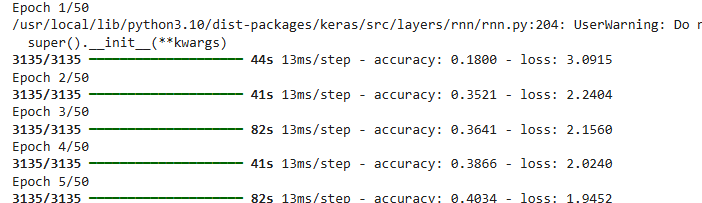 Epoch 1/50
/usr/local/lib/python3.10/dist-packages/keras/src/layers/rnn/rnn.py:204: UserWarning: Do
super().__init__(**kwargs)
3135/3135 44s 13ms/step - accuracy: 0.1800 - loss: 3.0915
Epoch 2/50
3135/3135 41s 13ms/step - accuracy: 0.3521 - loss: 2.2404
Epoch 3/50
3135/3135 82s 13ms/step - accuracy: 0.3641 - loss: 2.1560
Epoch 4/50
3135/3135 41s 13ms/step - accuracy: 0.3866 - loss: 2.0240
Epoch 5/50
3135/3135 82s 13ms/step - accuracy: 0.4034 - loss: 1.9452